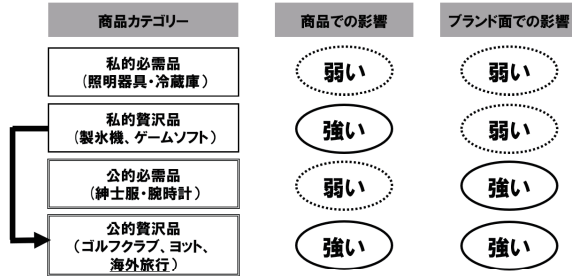 商品カテゴリー 商品での影響 ブランド面での影響
私的必需品
（照明器具・冷蔵庫） 弱い 弱い
私的贅沢品
（製氷機、ゲームソフト） 強い 弱い
公的必需品
（紳士服・腕時計） 弱い 強い
公的贅沢品
（ゴルフクラブ、ヨット、
海外旅行） 強い 強い